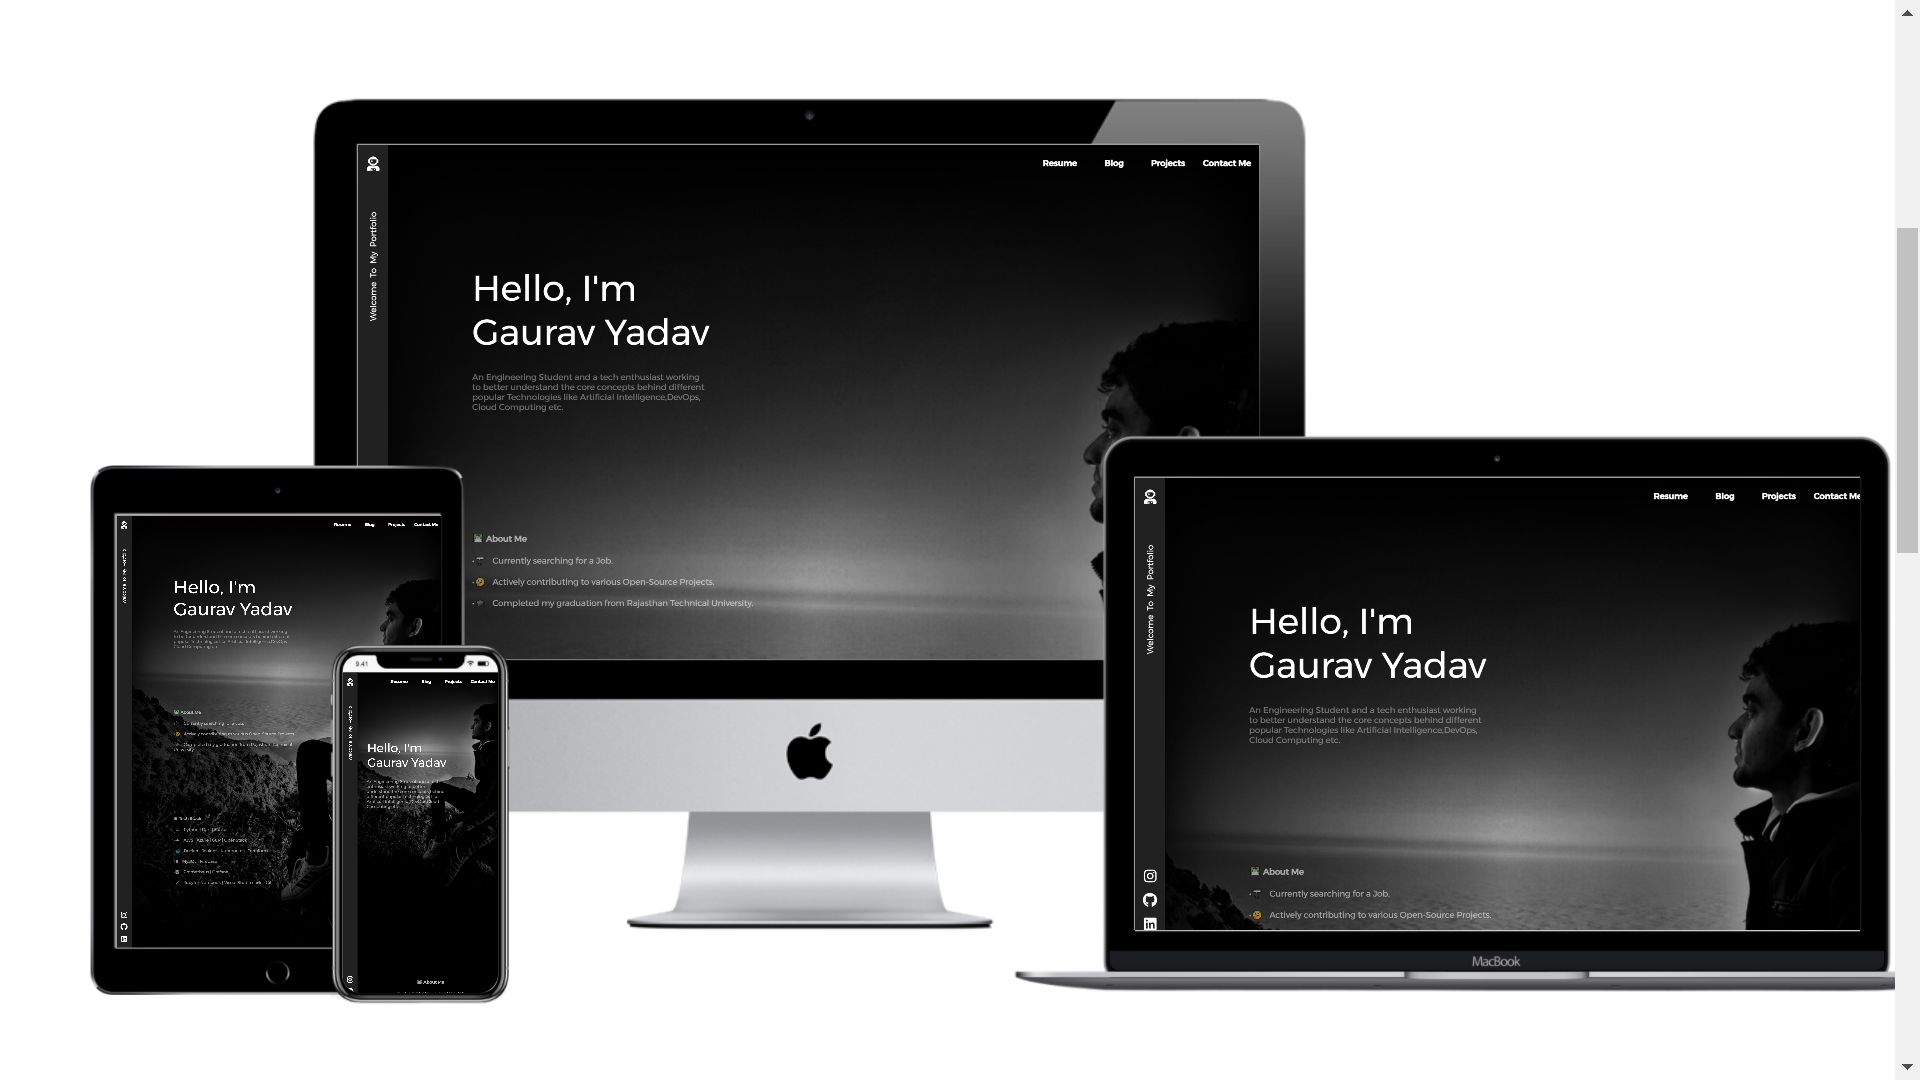 Resume Blog Projects Contact Me
Welcome To My Portfolio
Hello, I'm
Gaurav Yadav
An Engineering Student and a tech enthusiast working
to better understand the core concepts behind different
popular Technologies like Artificial Intelligence,DevOps,
Cloud Computing etc.
About Me
Currently searching for a Job.
Actively contributing to various Open-Source Projects.
Completed my graduation from Rajasthan Technical University.
Resume Blog Projects Contact Me
Hello, I'm
Gaurav Yadav
About Me
9:41
Resume Blog Projects Contact Me
Hello, I'm
Gaurav Yadav
About Me
Resume Blog Projects Contact Me
Welcome To My Portfolio
Hello, I'm
Gaurav Yadav
An Engineering Student and a tech enthusiast working
to better understand the core concepts behind different
popular Technologies like Artificial Intelligence,DevOps,
Cloud Computing etc.
About Me
Currently searching for a Job.
Actively contributing to various Open-Source Projects.
MacBook